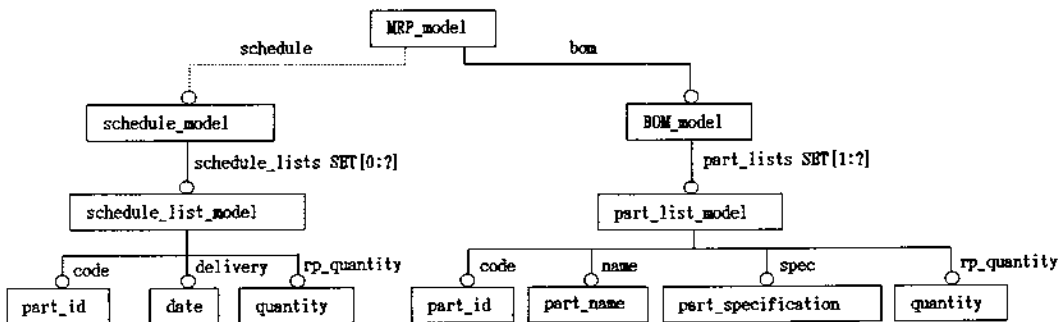 MRP_model
schedule
bom
schedule_model
BOM_model
schedule_lists SET[0:?]
part_lists SET[1:?]
schedule_list_model
part_list_model
code
delivery
rp_quantity
code
name
spec
rp_quantity
part_id
date
quantity
part_id
part_name
part_specification
quantity